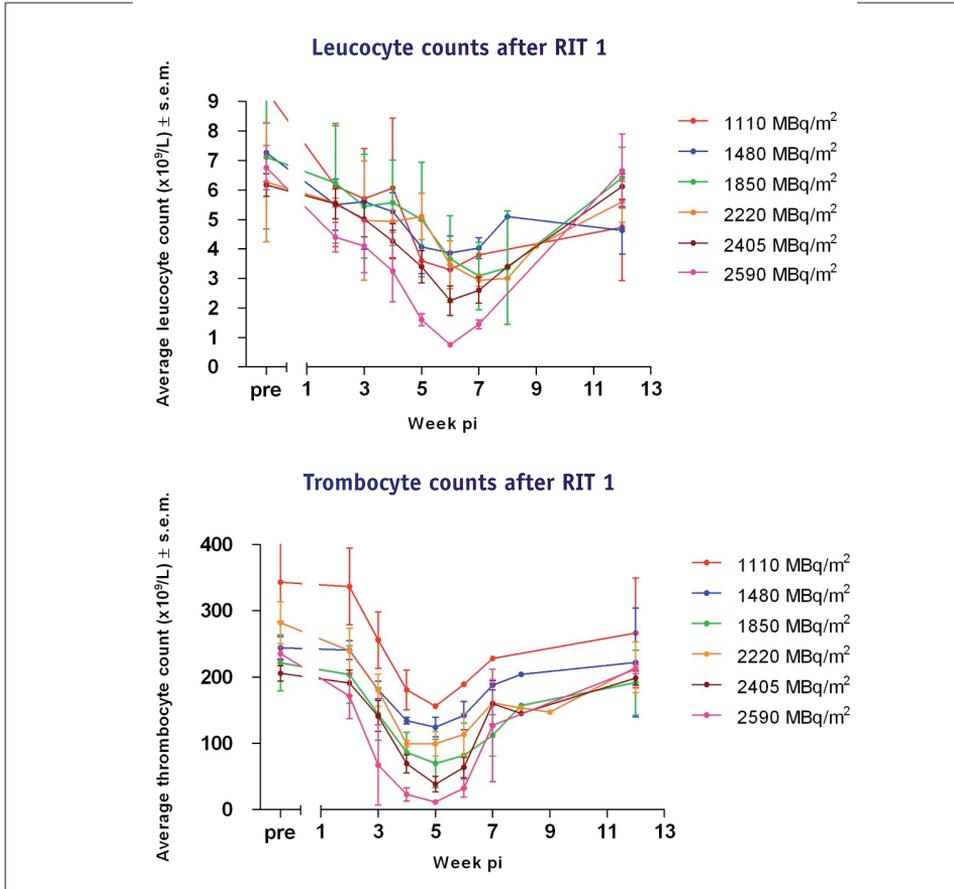 Leucocyte counts after RIT 1
Average leucocyte count (x10⁹/L) ± s.e.m.
9
8
7
6
5
4
3
2
1
0
pre 1 3 5 7 9 11 13
Week pi
1110 MBq/m²
1480 MBq/m²
1850 MBq/m²
2220 MBq/m²
2405 MBq/m²
2590 MBq/m²
Trombocyte counts after RIT 1
Average thrombocyte count (x10⁹/L) ± s.e.m.
400
300
200
100
0
pre 1 3 5 7 9 11 13
Week pi
1110 MBq/m²
1480 MBq/m²
1850 MBq/m²
2220 MBq/m²
2405 MBq/m²
2590 MBq/m²